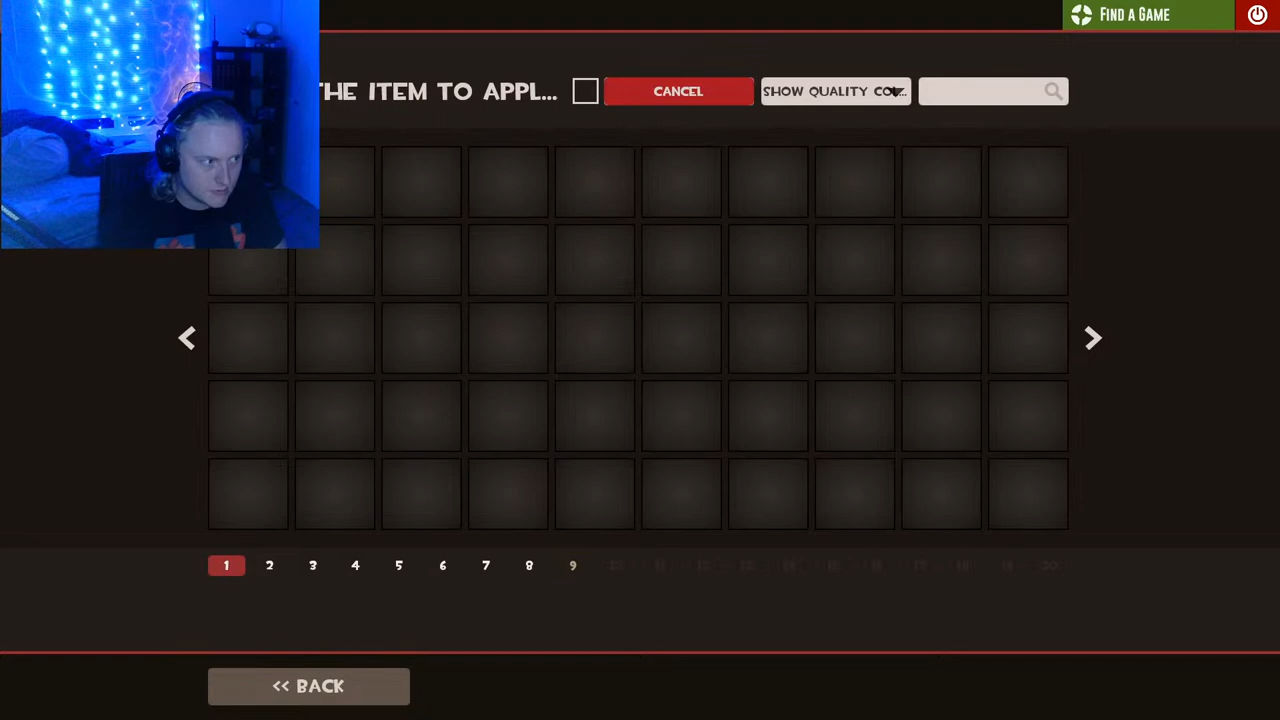 FIND A GAME
THE ITEM TO APPL...
CANCEL
SHOW QUALITY CO...
1 2 3 4 5 6 7 8 9
<< BACK